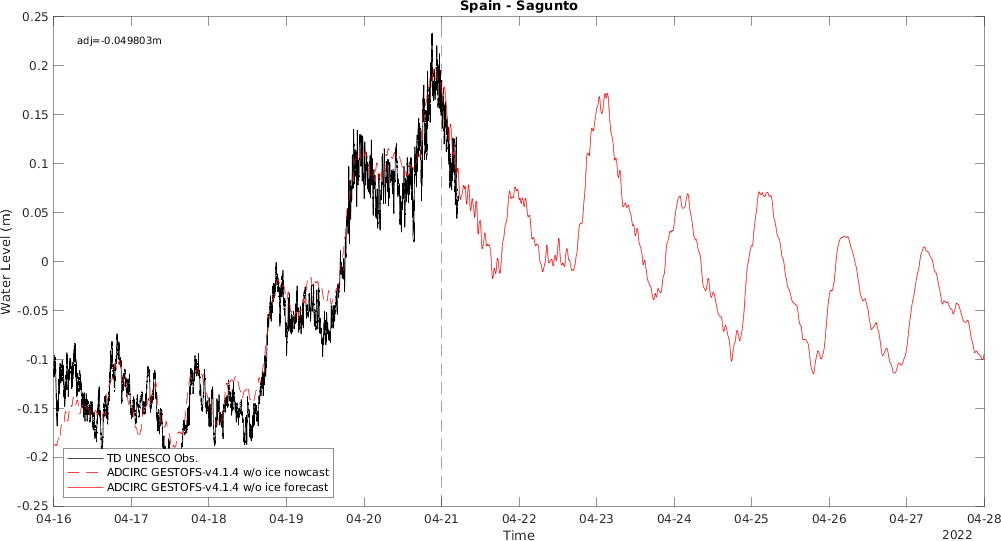 Spain - Sagunto
adj=-0.049803m
Water Level (m)
0.25
0.2
0.15
0.1
0.05
0
-0.05
-0.1
-0.15
-0.2
-0.25
TD UNESCO Obs.
ADCIRC GESTOFS-v4.1.4 w/o ice nowcast
ADCIRC GESTOFS-v4.1.4 w/o ice forecast
04-16 04-17 04-18 04-19 04-20 04-21 04-22 04-23 04-24 04-25 04-26 04-27 04-28
Time
2022